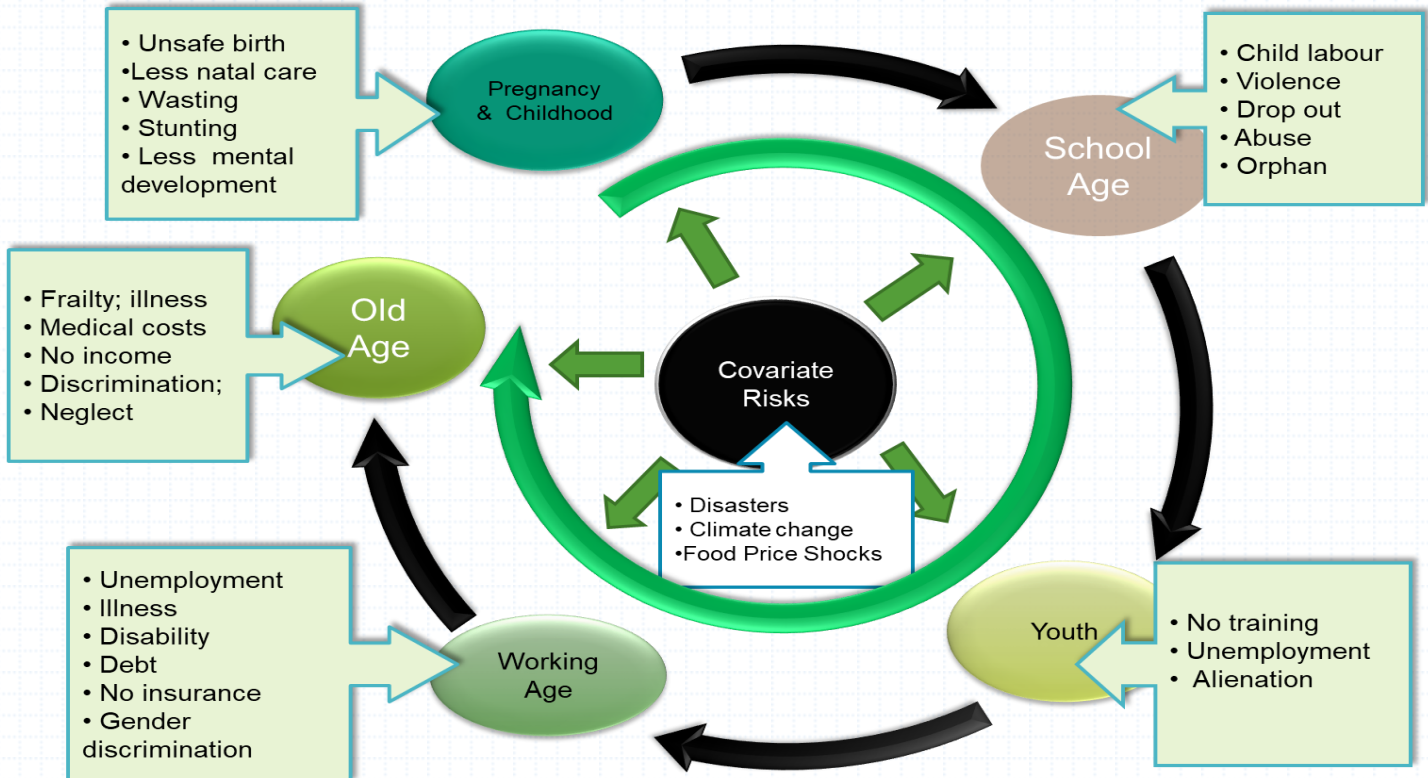 • Unsafe birth
•Less natal care
• Wasting
• Stunting
• Less mental
development
Pregnancy
& Childhood
• Child labour
• Violence
• Drop out
• Abuse
• Orphan
School
Age
• Frailty; illness
• Medical costs
• No income
• Discrimination;
• Neglect
Old
Age
Covariate
Risks
• Disasters
• Climate change
•Food Price Shocks
• Unemployment
• Illness
• Disability
• Debt
• No insurance
• Gender
discrimination
Working
Age
Youth
• No training
• Unemployment
• Alienation